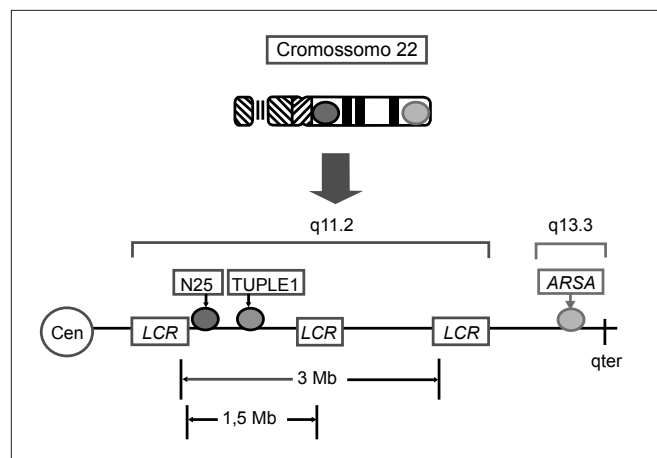 Cromossomo 22
q11.2
q13.3
N25
TUPLE1
ARSA
Cen
LCR
LCR
LCR
qter
3 Mb
1,5 Mb